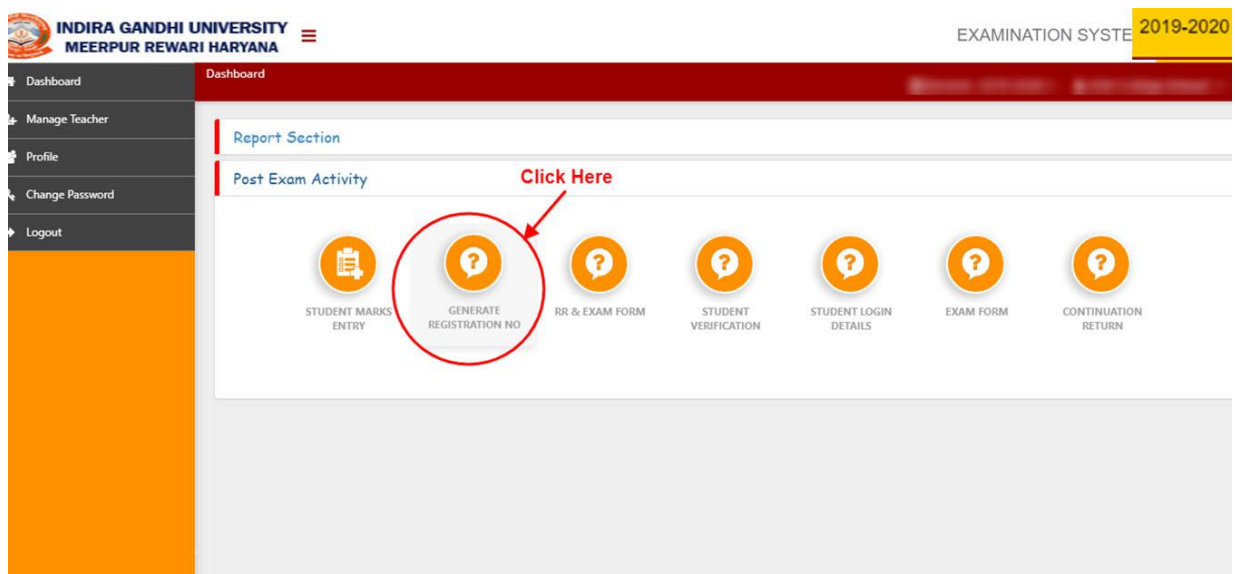 INDIRA GANDHI UNIVERSITY
MEERPUR REWARI HARYANA
EXAMINATION SYSTE
2019-2020
Dashboard
Manage Teacher
Profile
Change Password
Logout
Dashboard
Report Section
Post Exam Activity
Click Here
STUDENT MARKS
ENTRY
GENERATE
REGISTRATION NO
RR & EXAM FORM
STUDENT
VERIFICATION
STUDENT LOGIN
DETAILS
EXAM FORM
CONTINUATION
RETURN